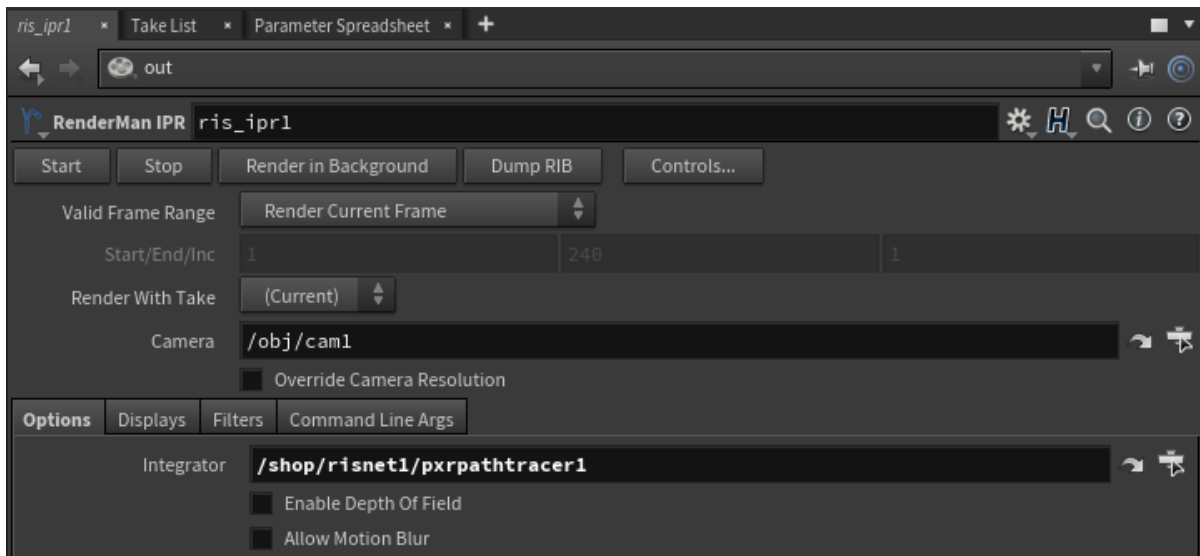 ris_ipr1 × Take List × Parameter Spreadsheet × +
out
RenderMan IPR ris_ipr1
Start Stop Render in Background Dump RIB Controls...
Valid Frame Range Render Current Frame
Start/End/Inc 1 240 1
Render With Take (Current)
Camera /obj/cam1
Override Camera Resolution
Options Displays Filters Command Line Args
Integrator /shop/risnet1/pxrpathtracer1
Enable Depth Of Field
Allow Motion Blur